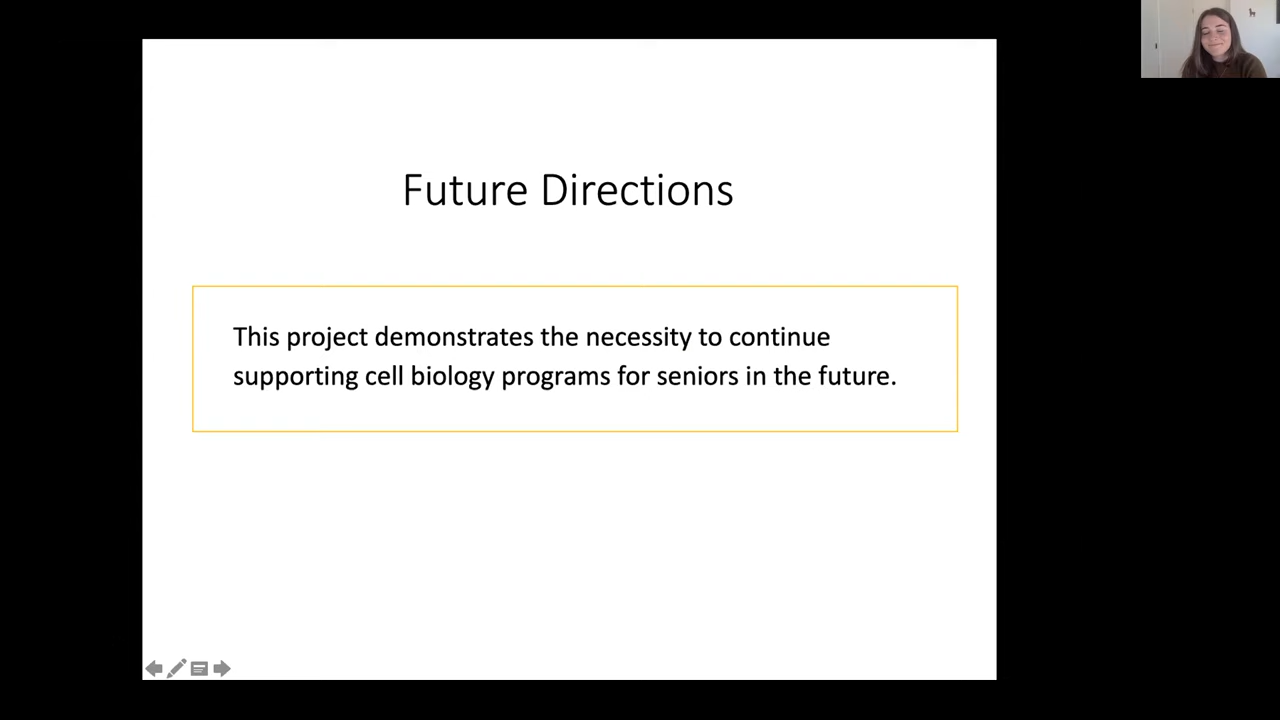 Future Directions
This project demonstrates the necessity to continue
supporting cell biology programs for seniors in the future.